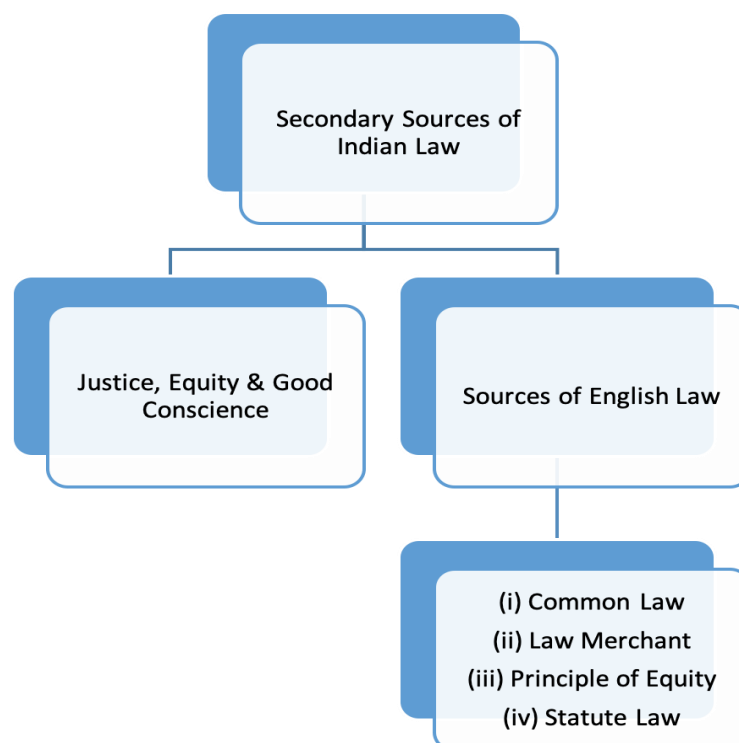 Secondary Sources of
Indian Law
Justice, Equity & Good
Conscience
Sources of English Law
(i) Common Law
(ii) Law Merchant
(iii) Principle of Equity
(iv) Statute Law